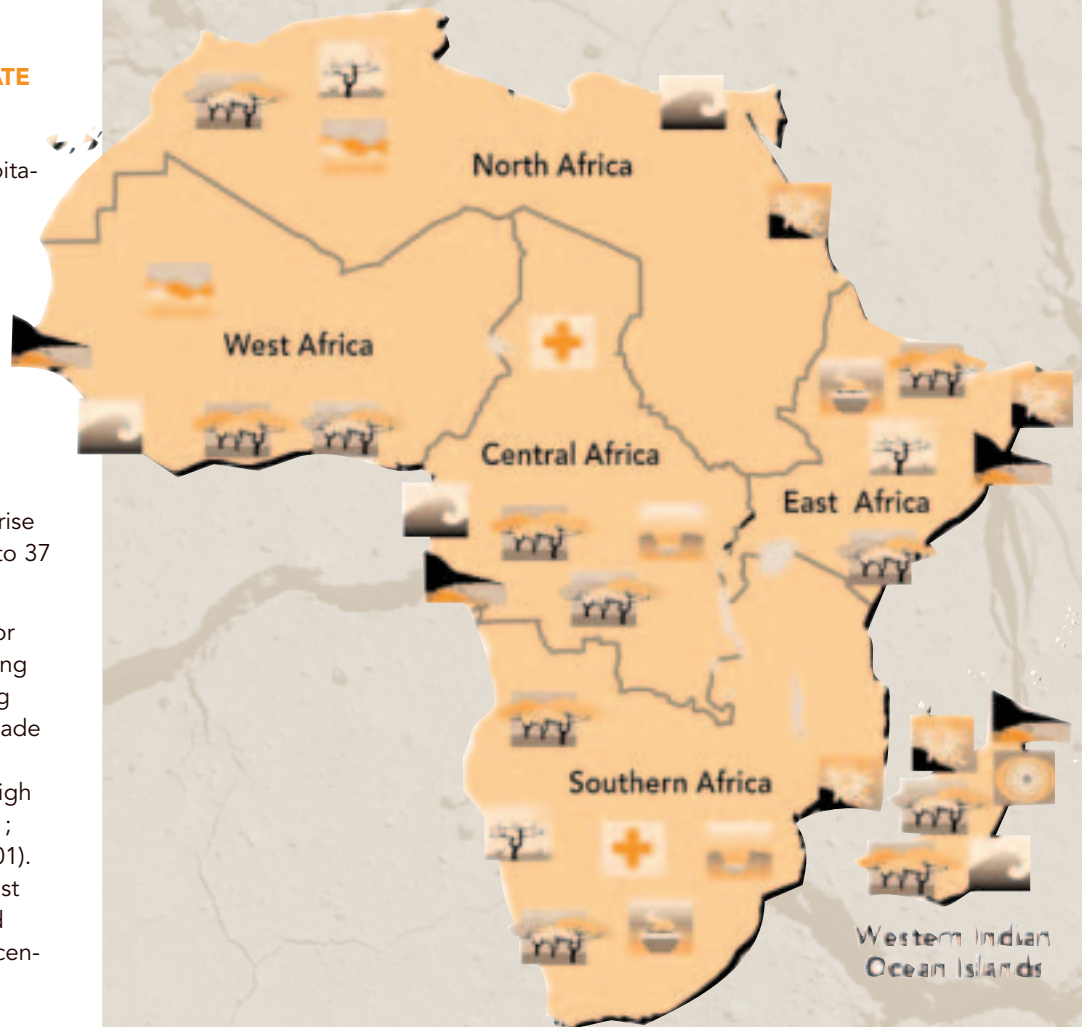 ATE
pita-
rise
to 37
or
ng
g
ade
igh
;
01).
st
d
cen-
North Africa
West Africa
Central Africa
East Africa
Southern Africa
Western Indian
Ocean Islands